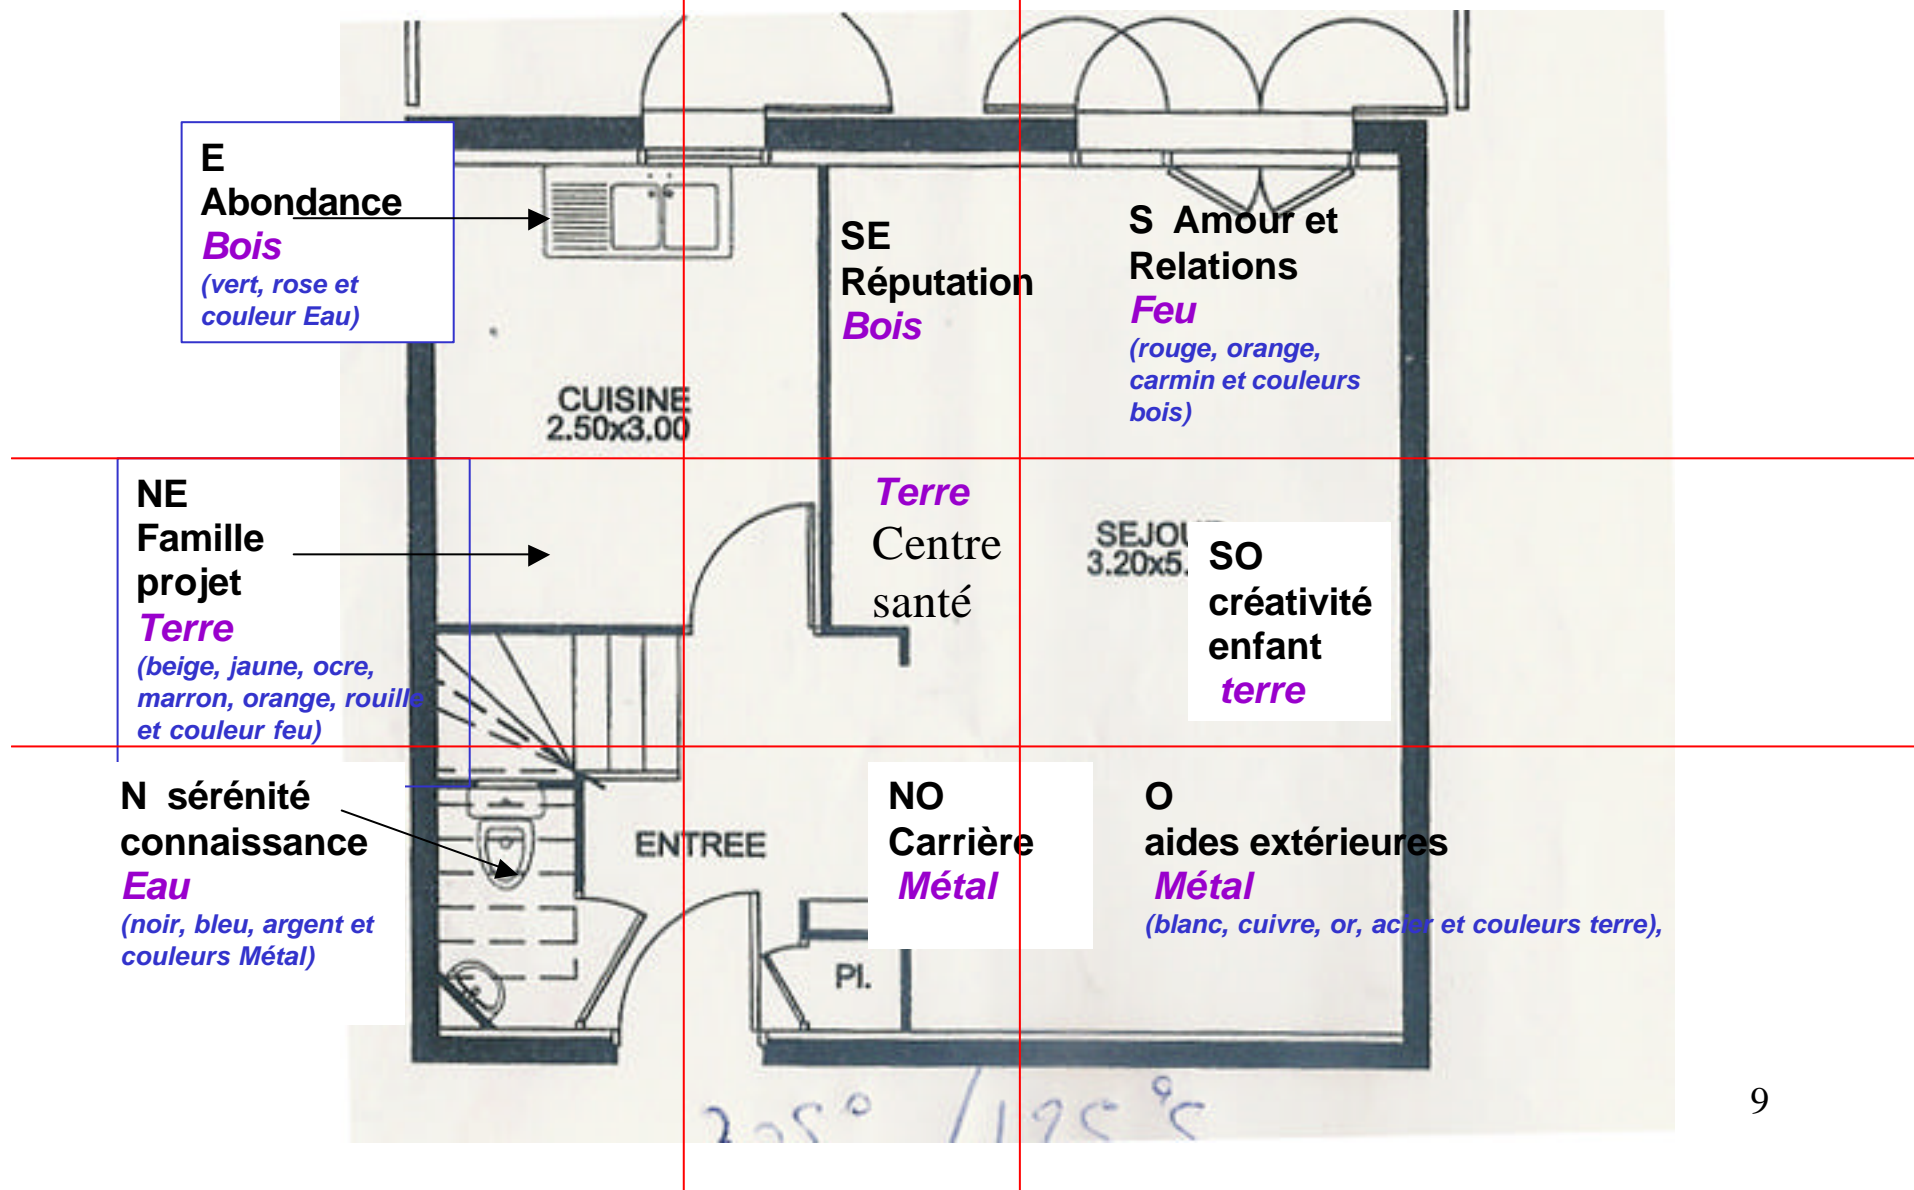 E
Abondance
Bois
(vert, rose et
couleur Eau)
SE
Réputation
Bois
S Amour et
Relations
Feu
(rouge, orange,
carmin et couleurs
bois)
CUISINE
2.50x3.00
NE
Famille
projet
Terre
(beige, jaune, ocre,
marron, orange, rouille
et couleur feu)
Terre
Centre
santé
SEJOU
3.20x5.
SO
créativité
enfant
terre
N sérénité
connaissance
Eau
(noir, bleu, argent et
couleurs Métal)
ENTREE
NO
Carrière
Métal
O
aides extérieures
Métal
(blanc, cuivre, or, acier et couleurs terre),
Pl.
9